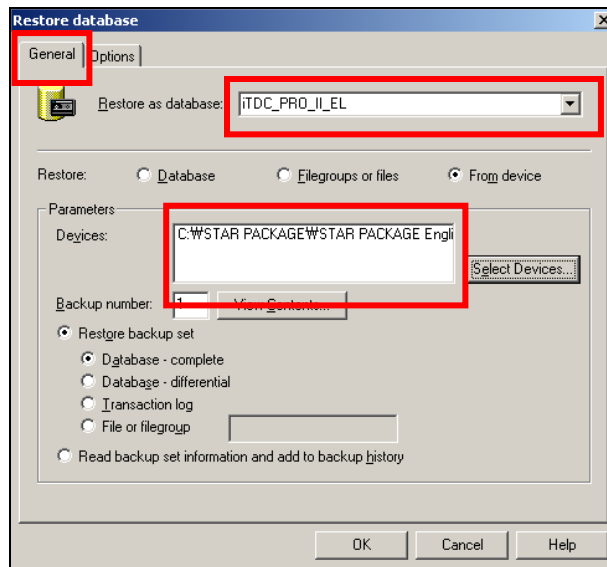 Restore database
General Options
Restore as database: iTDC_PRO_II_EL
Restore: Database Filegroups or files From device
Parameters
Devices: C:₩STAR PACKAGE₩STAR PACKAGE Engli
Select Devices...
Backup number: 1 View Contents...
Restore backup set
Database - complete
Database - differential
Transaction log
File or filegroup
Read backup set information and add to backup history
OK Cancel Help